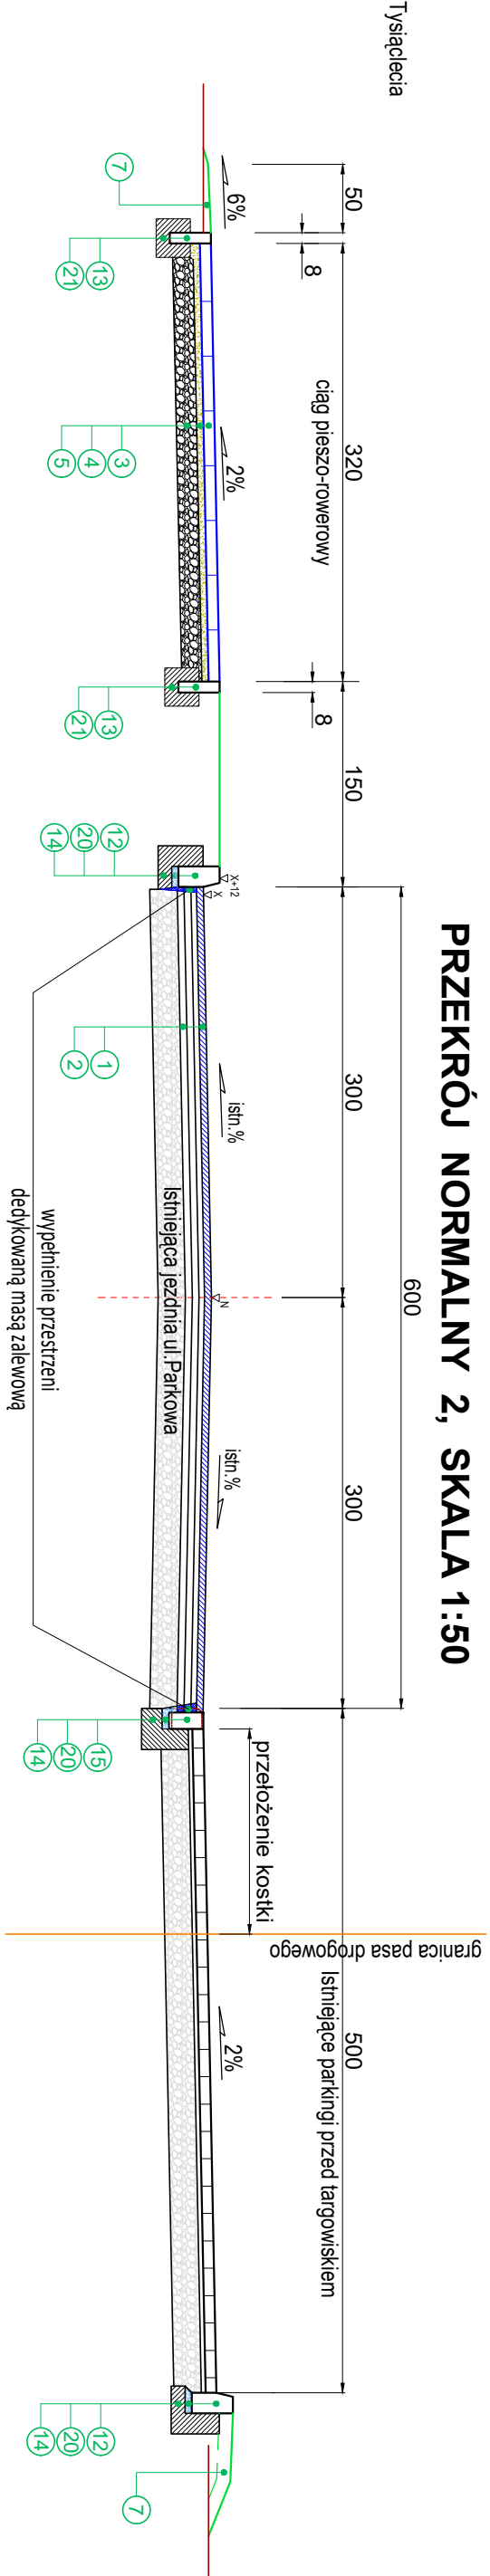 Tysiąclecia
PRZEKRÓJ NORMALNY 2, SKALA 1:50
600
50
320
150
300
300
500
8
8
ciąg pieszo-rowerowy
Istniejące parkingi przed targowiskiem
granica pasa drogowego
przełożenie kostki
6%
2%
istn.%
istn.%
2%
X+12
X
N
Istniejąca jezdnia ul.Parkowa
7
13
21
3
4
5
13
21
12
20
14
1
2
15
20
14
12
20
14
7
wypełnienie przestrzeni
dedykowaną masą zalewową